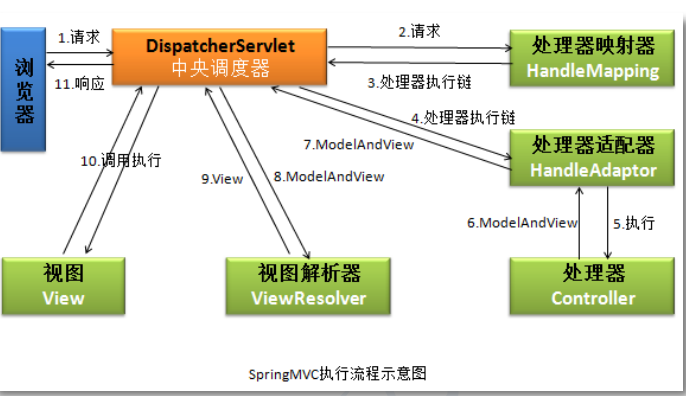 1.请求
2.请求
DispatcherServlet
中央调度器
处理器映射器
HandleMapping
浏览器
11.响应
3.处理器执行链
4.处理器执行链
7.ModelAndView
处理器适配器
HandleAdaptor
10.调用执行
9.View
8.ModelAndView
6.ModelAndView
5.执行
视图
View
视图解析器
ViewResolver
处理器
Controller
SpringMVC执行流程示意图